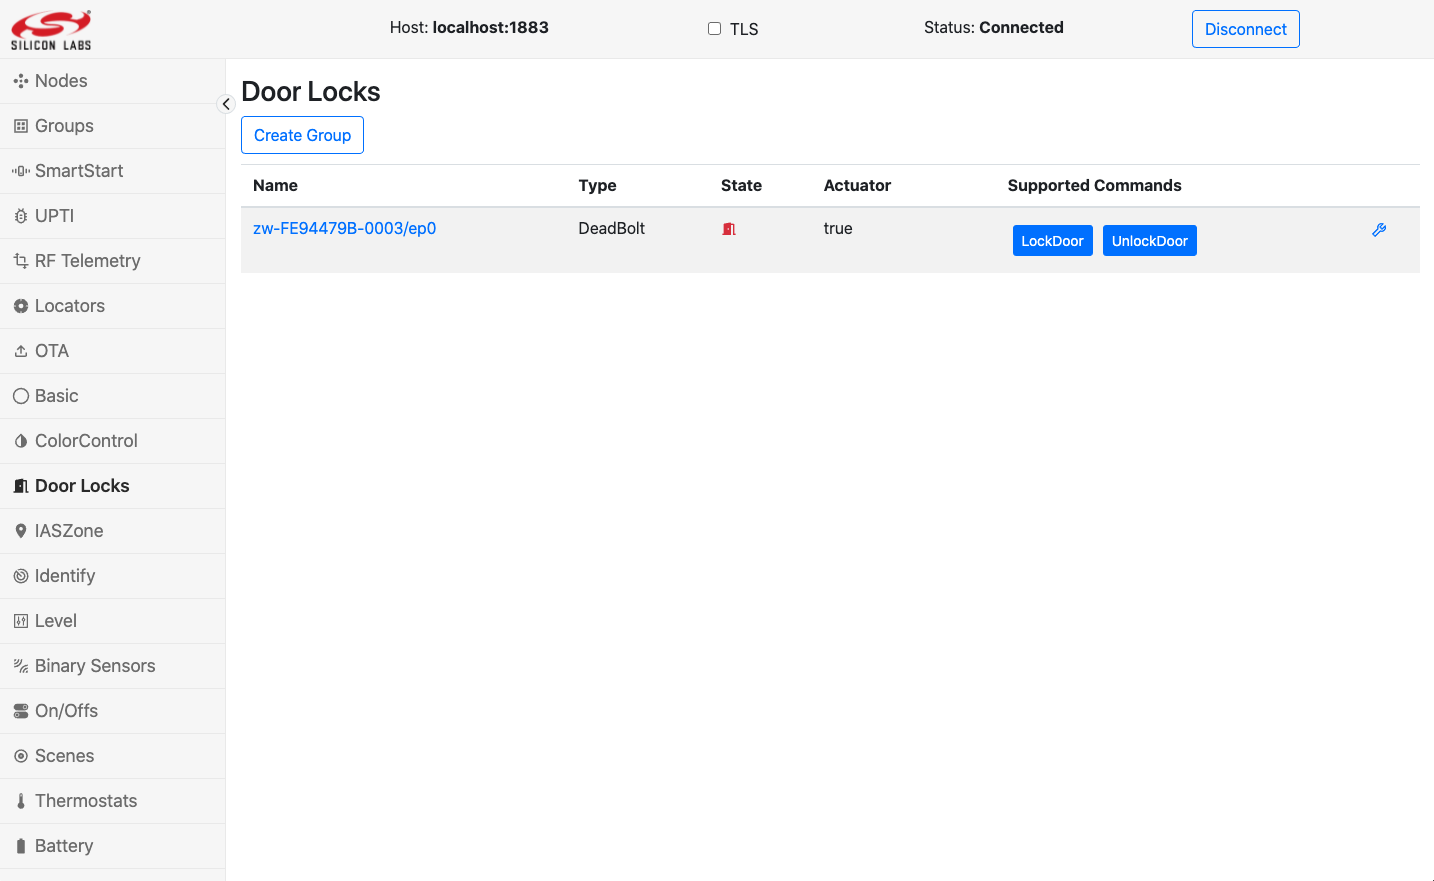 SILICON LABS
Host: localhost:1883
TLS
Status: Connected
Disconnect
Nodes
Groups
SmartStart
UPTI
RF Telemetry
Locators
OTA
Basic
ColorControl
Door Locks
IASZone
Identify
Level
Binary Sensors
On/Offs
Scenes
Thermostats
Battery
Door Locks
Create Group
Name Type State Actuator Supported Commands
zw-FE94479B-0003/ep0 DeadBolt true LockDoor UnlockDoor